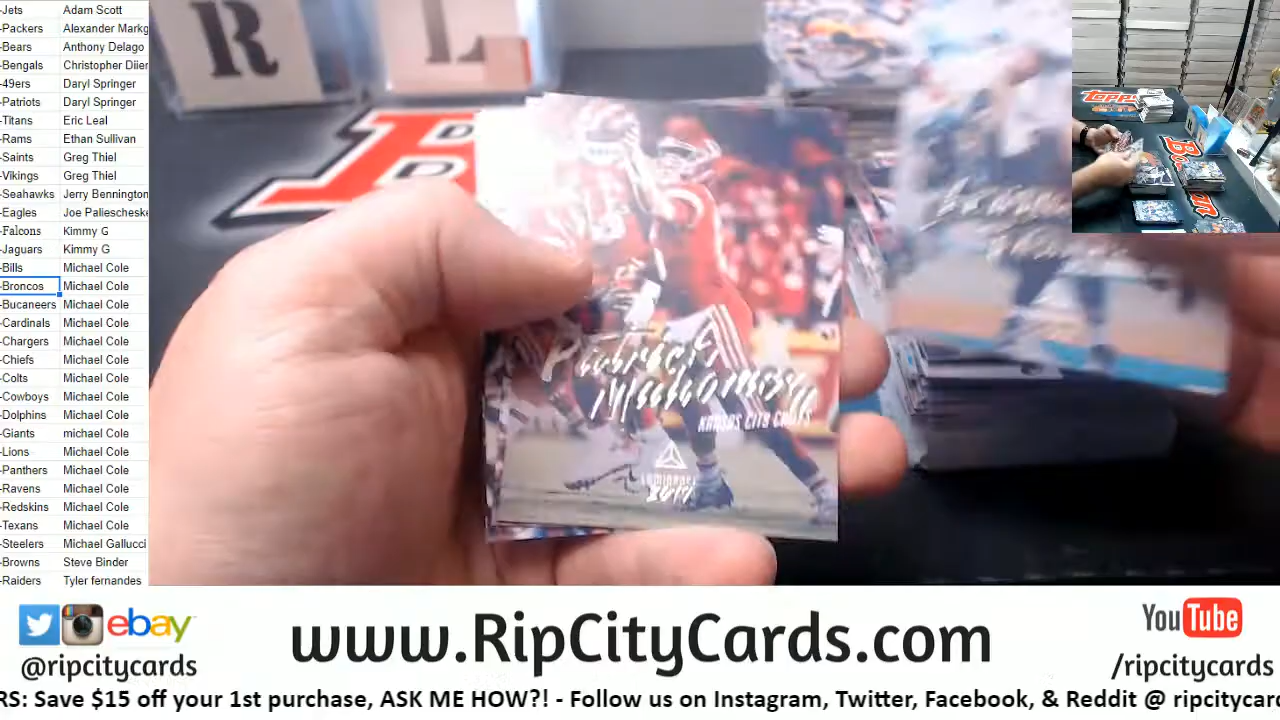 -Jets Adam Scott
-Packers Alexander Markg
-Bears Anthony Delago
-Bengals Christopher Diier
-49ers Daryl Springer
-Patriots Daryl Springer
-Titans Eric Leal
-Rams Ethan Sullivan
-Saints Greg Thiel
-Vikings Greg Thiel
-Seahawks Jerry Bennington
-Eagles Joe Paliescheske
-Falcons Kimmy G
-Jaguars Kimmy G
-Bills Michael Cole
-Broncos Michael Cole
-Bucaneers Michael Cole
-Cardinals Michael Cole
-Chargers Michael Cole
-Chiefs Michael Cole
-Colts Michael Cole
-Cowboys Michael Cole
-Dolphins Michael Cole
-Giants michael Cole
-Lions Michael Cole
-Panthers Michael Cole
-Ravens Michael Cole
-Redskins Michael Cole
-Texans Michael Cole
-Steelers Michael Gallucci
-Browns Steve Binder
-Raiders Tyler fernandes
R L
Topps
Patrick
Mahomes
KANSAS CITY CHIEFS
ebay
@ripcitycards
www.RipCityCards.com
YouTube
/ripcitycards
RS: Save $15 off your 1st purchase, ASK ME HOW?! - Follow us on Instagram, Twitter, Facebook, & Reddit @ ripcitycar